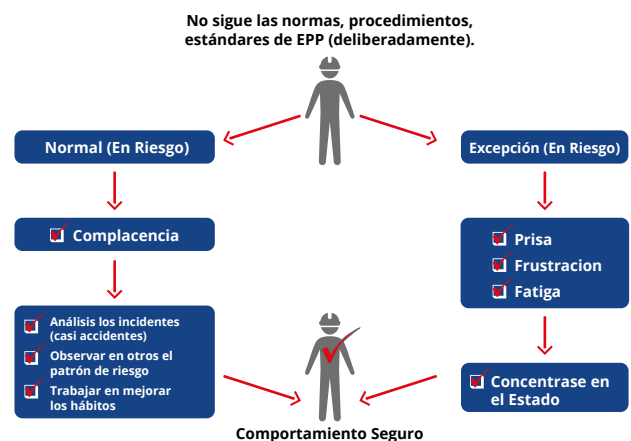 No sigue las normas, procedimientos,
estándares de EPP (deliberadamente).
Normal (En Riesgo)
Excepción (En Riesgo)
Complacencia
Prisa
Frustracion
Fatiga
Análisis los incidentes
(casi accidentes)
Observar en otros el
patrón de riesgo
Trabajar en mejorar
los hábitos
Concentrase en
el Estado
Comportamiento Seguro